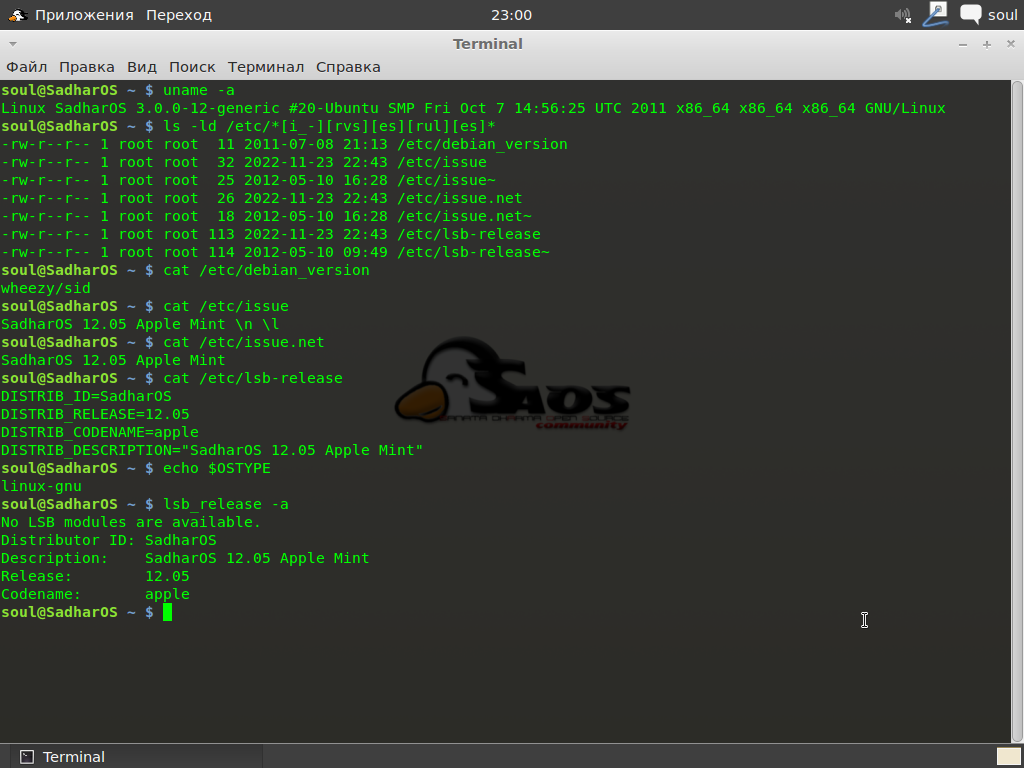 Приложения Переход 23:00 soul
Terminal
Файл Правка Вид Поиск Терминал Справка
soul@SadharOS ~ $ uname -a
Linux SadharOS 3.0.0-12-generic #20-Ubuntu SMP Fri Oct 7 14:56:25 UTC 2011 x86_64 x86_64 x86_64 GNU/Linux
soul@SadharOS ~ $ ls -ld /etc/*[i_-][rvs][es][rul][es]*
-rw-r--r-- 1 root root  11 2011-07-08 21:13 /etc/debian_version
-rw-r--r-- 1 root root  32 2022-11-23 22:43 /etc/issue
-rw-r--r-- 1 root root  25 2012-05-10 16:28 /etc/issue~
-rw-r--r-- 1 root root  26 2022-11-23 22:43 /etc/issue.net
-rw-r--r-- 1 root root  18 2012-05-10 16:28 /etc/issue.net~
-rw-r--r-- 1 root root 113 2022-11-23 22:43 /etc/lsb-release
-rw-r--r-- 1 root root 114 2012-05-10 09:49 /etc/lsb-release~
soul@SadharOS ~ $ cat /etc/debian_version
wheezy/sid
soul@SadharOS ~ $ cat /etc/issue
SadharOS 12.05 Apple Mint \n \l
soul@SadharOS ~ $ cat /etc/issue.net
SadharOS 12.05 Apple Mint
soul@SadharOS ~ $ cat /etc/lsb-release
DISTRIB_ID=SadharOS
DISTRIB_RELEASE=12.05
DISTRIB_CODENAME=apple
DISTRIB_DESCRIPTION="SadharOS 12.05 Apple Mint"
soul@SadharOS ~ $ echo $OSTYPE
linux-gnu
soul@SadharOS ~ $ lsb_release -a
No LSB modules are available.
Distributor ID: SadharOS
Description:    SadharOS 12.05 Apple Mint
Release:        12.05
Codename:       apple
soul@SadharOS ~ $
SAOS
community
Terminal